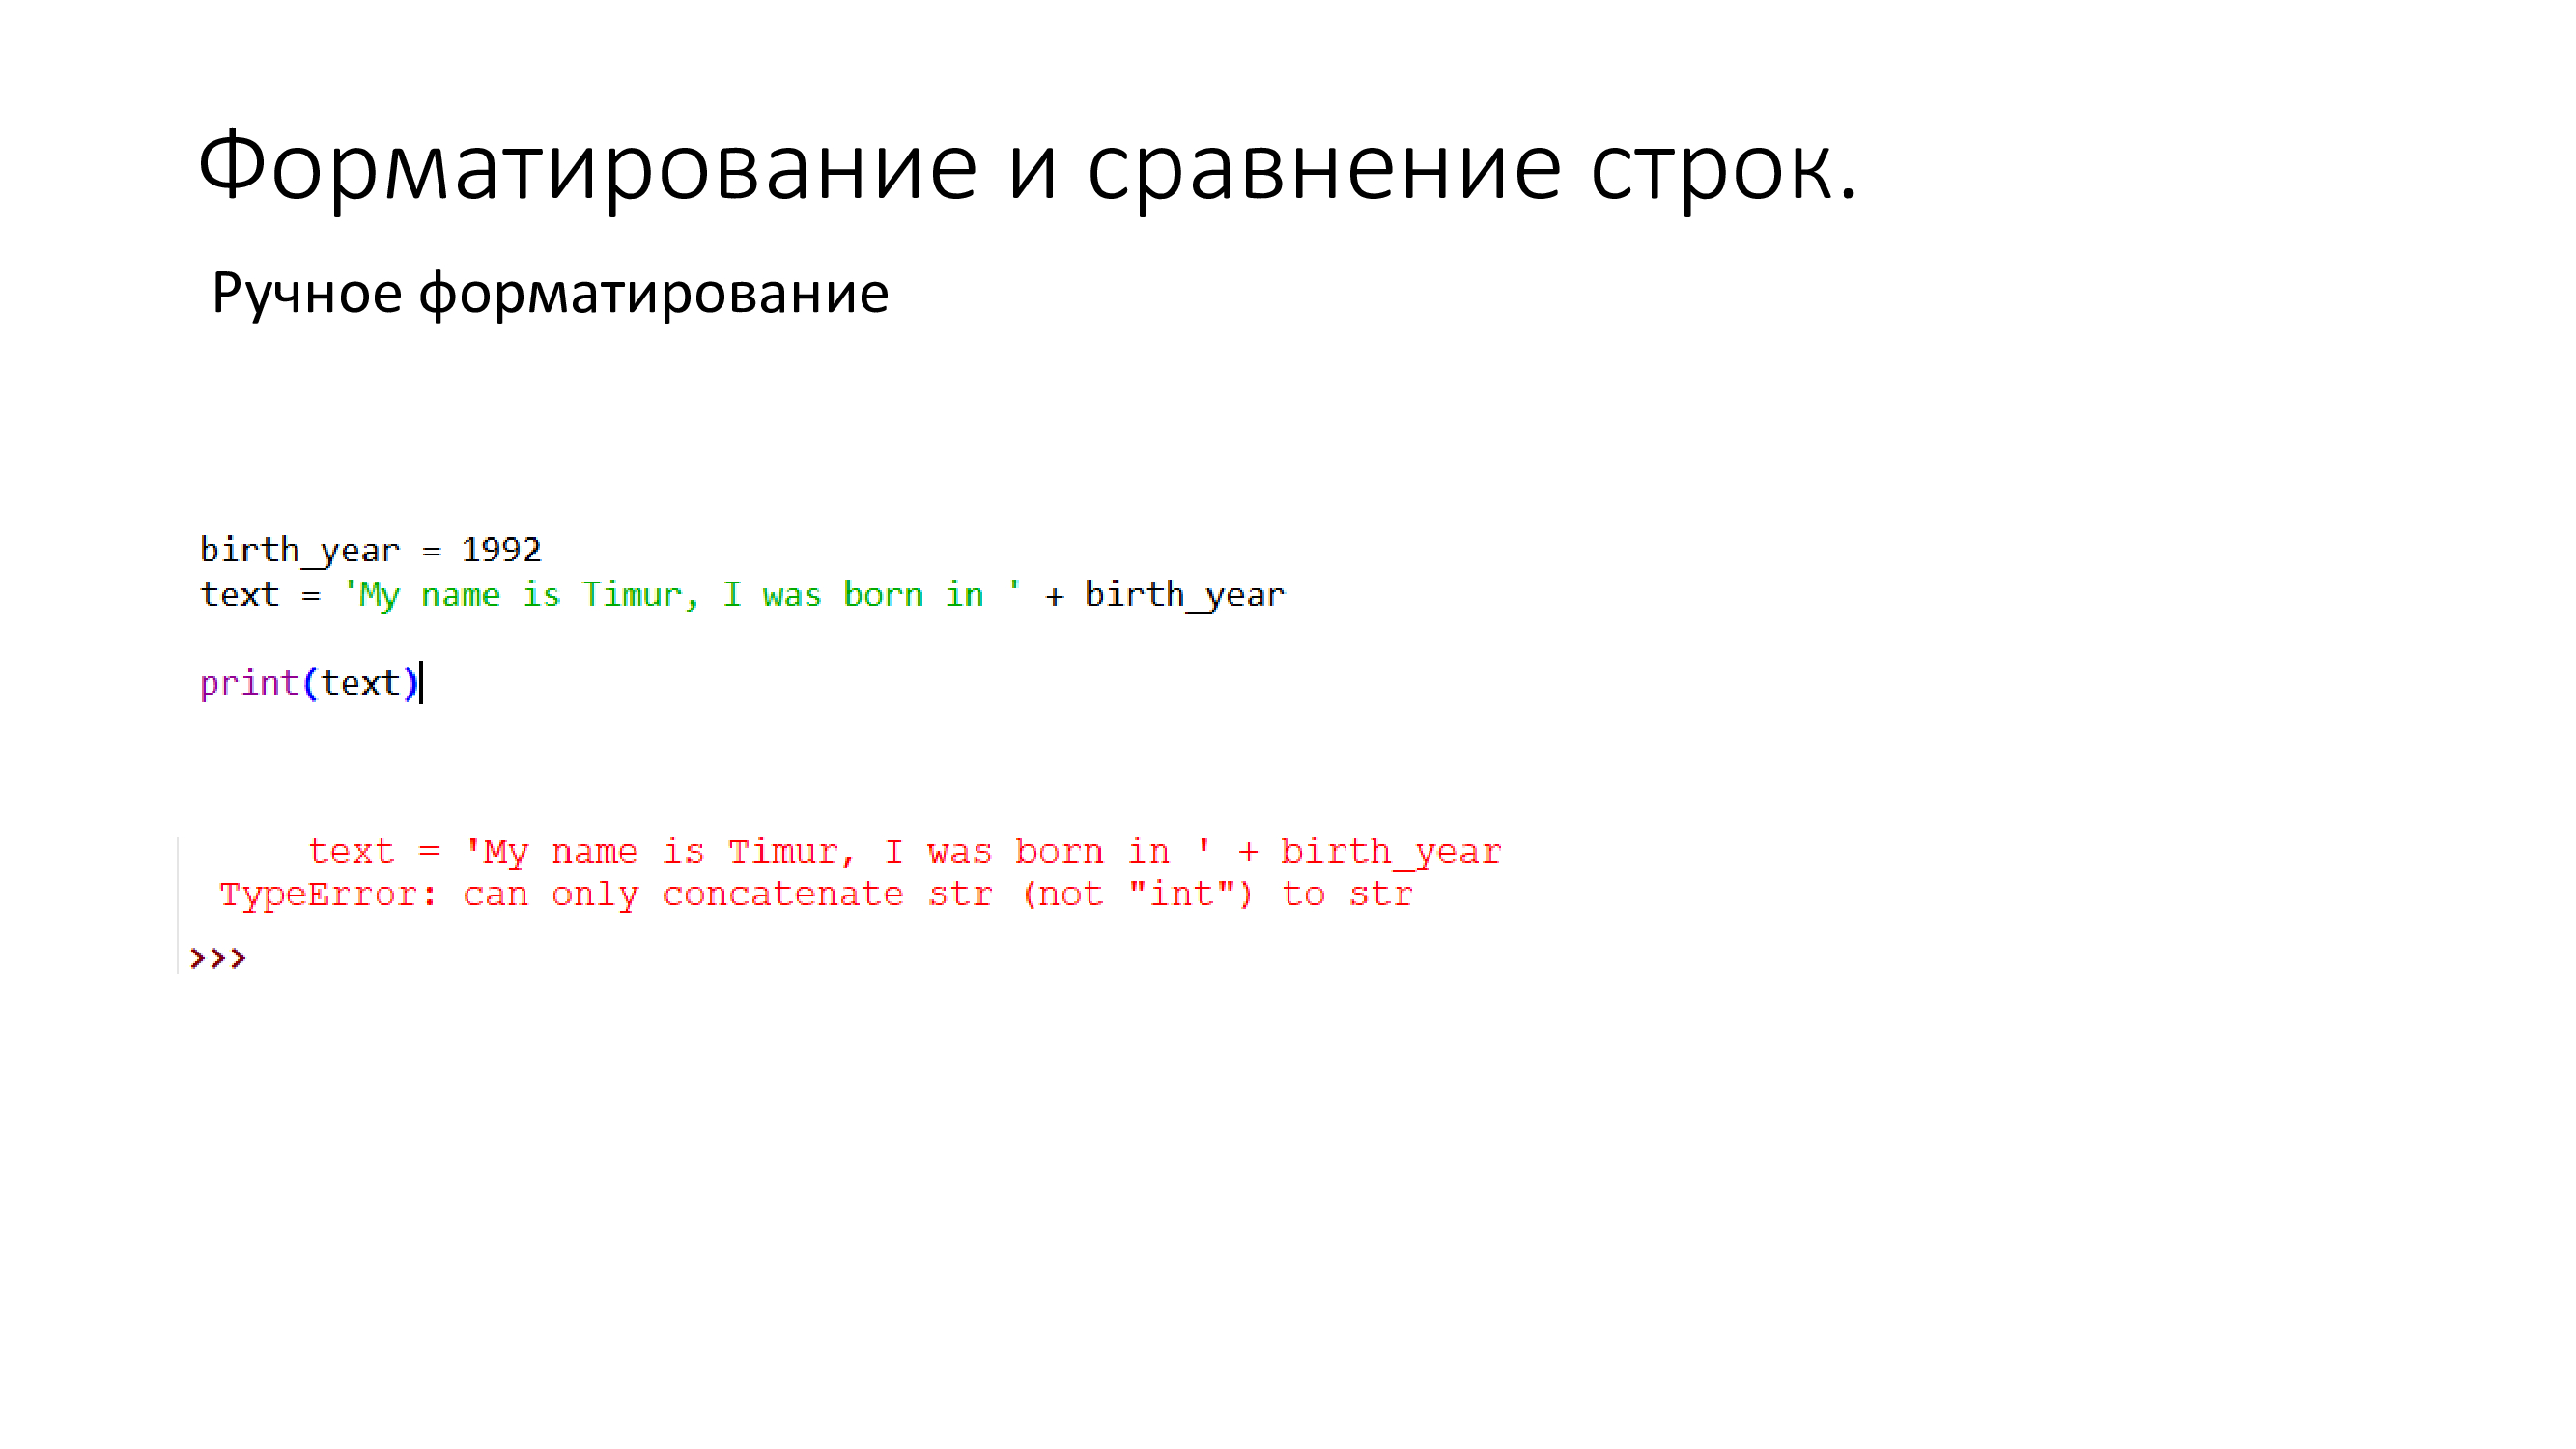 Форматирование и сравнение строк.
Ручное форматирование
birth_year = 1992
text = 'My name is Timur, I was born in ' + birth_year
print(text)
text = 'My name is Timur, I was born in ' + birth_year
TypeError: can only concatenate str (not "int") to str
>>>